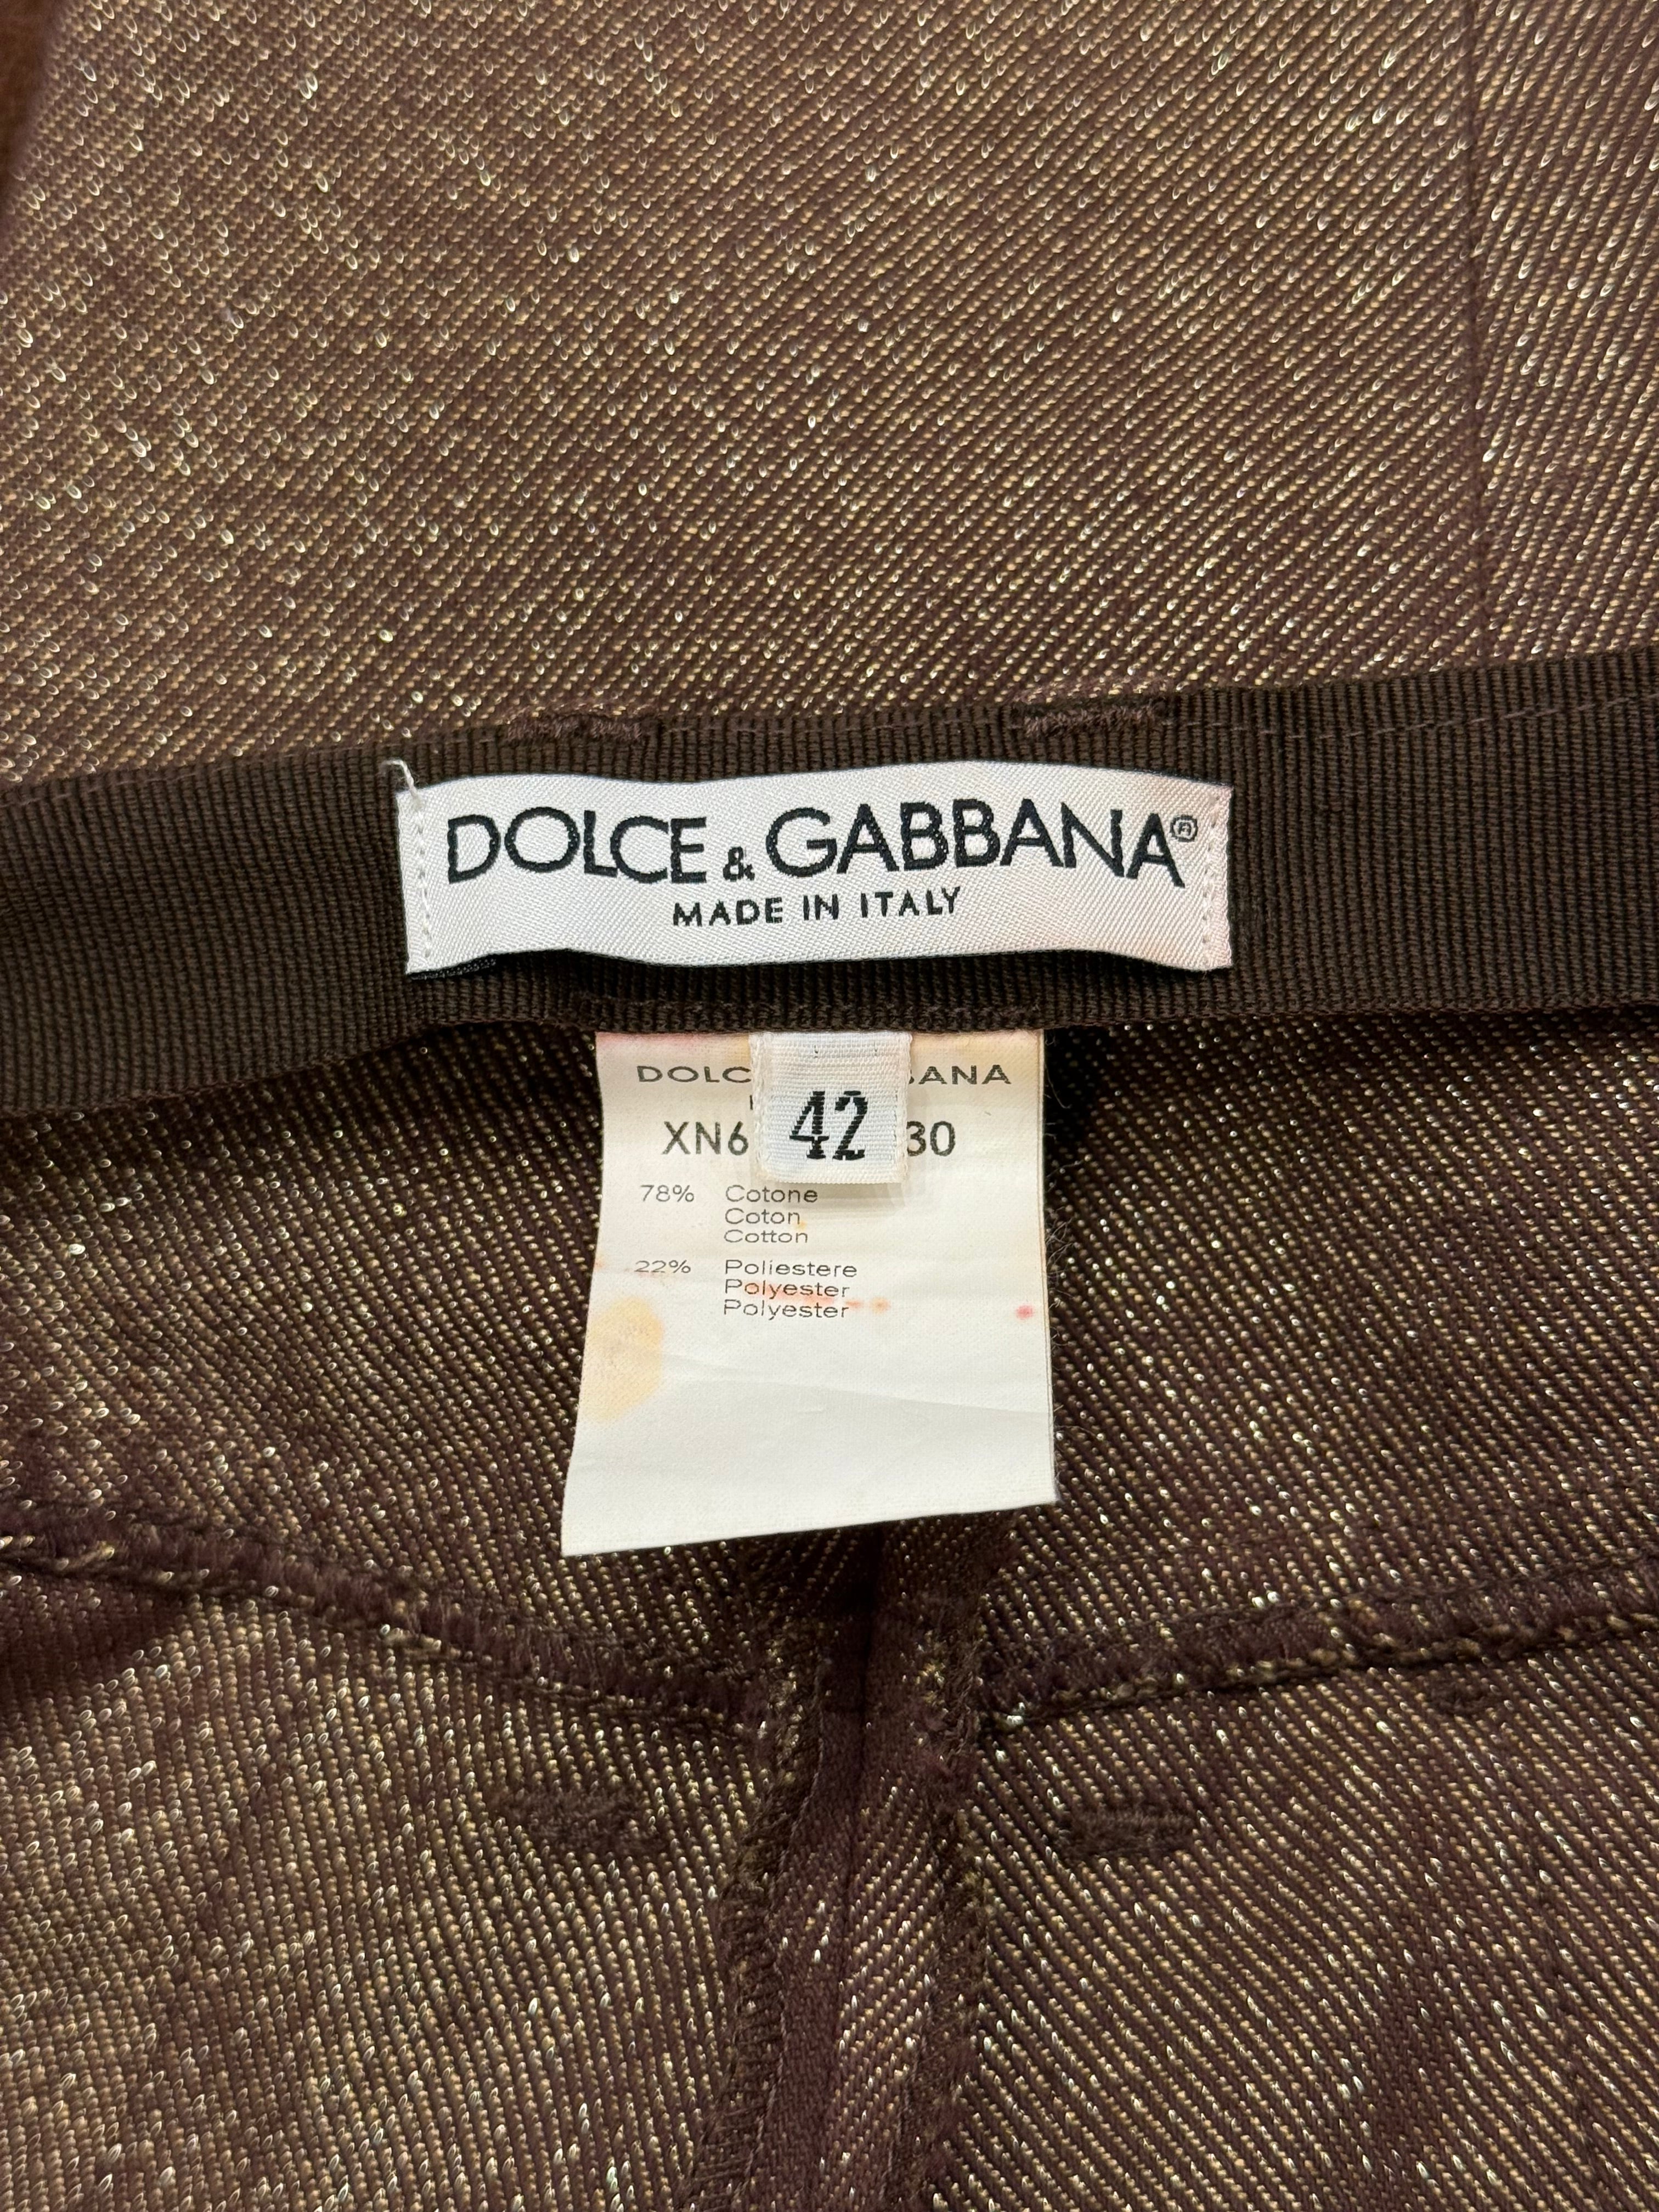 DOLCE & GABBANA®
MADE IN ITALY
42
78% Cotone
Coton
Cotton
22% Poliestere
Polyester
Polyester